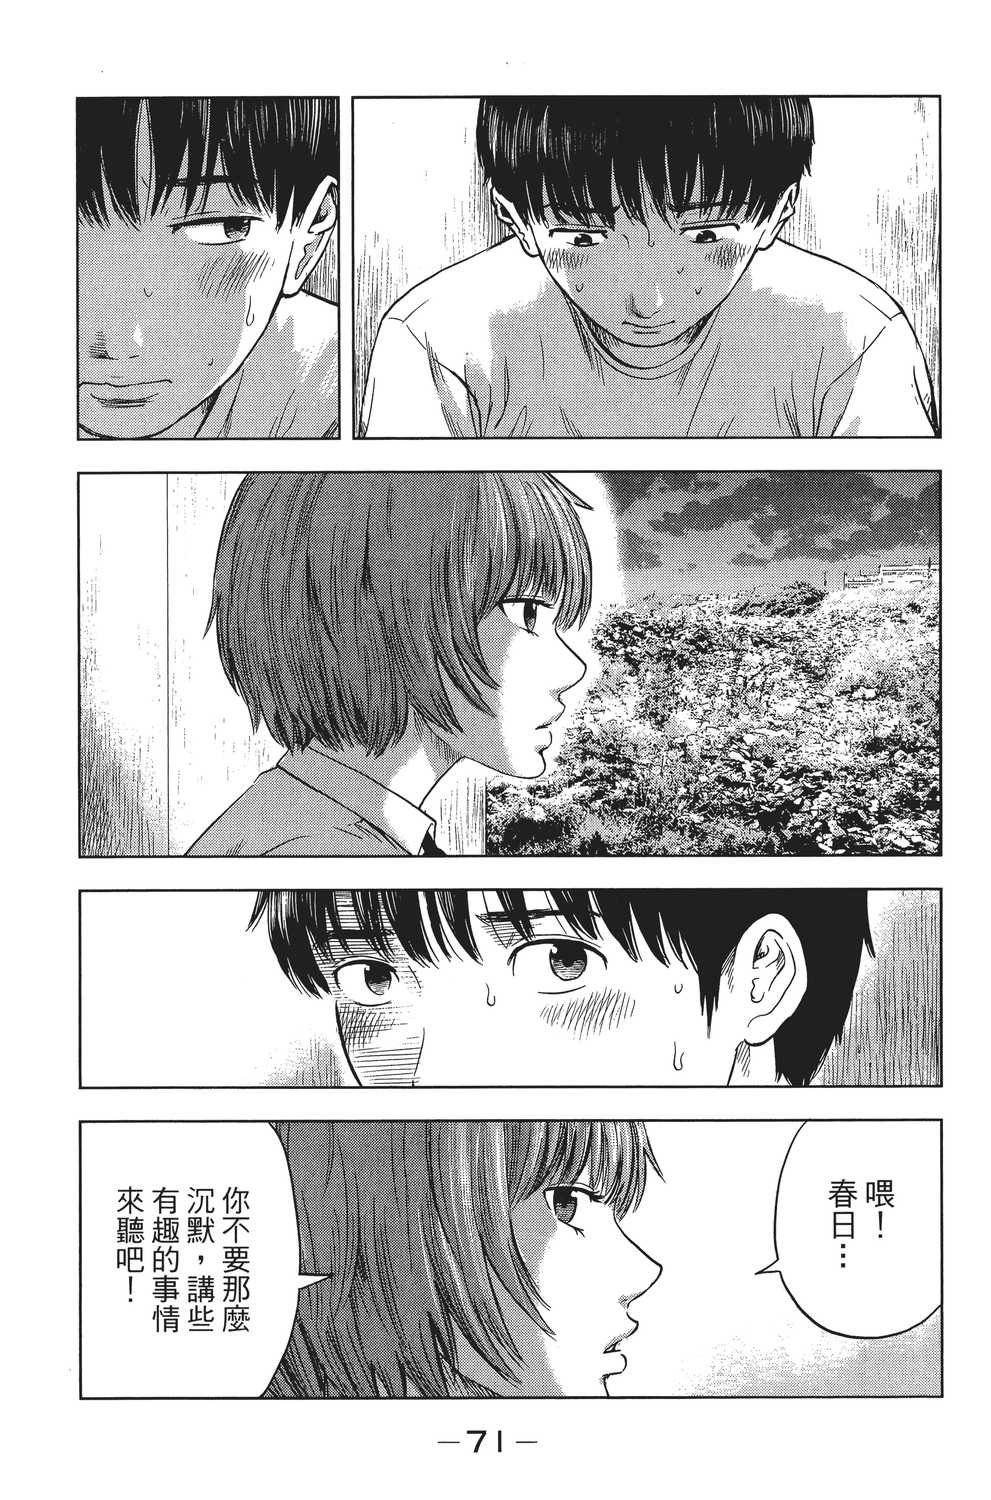 喂！
春日…
你不要那麼
沉默，講些
有趣的事情
來聽吧！
—71—